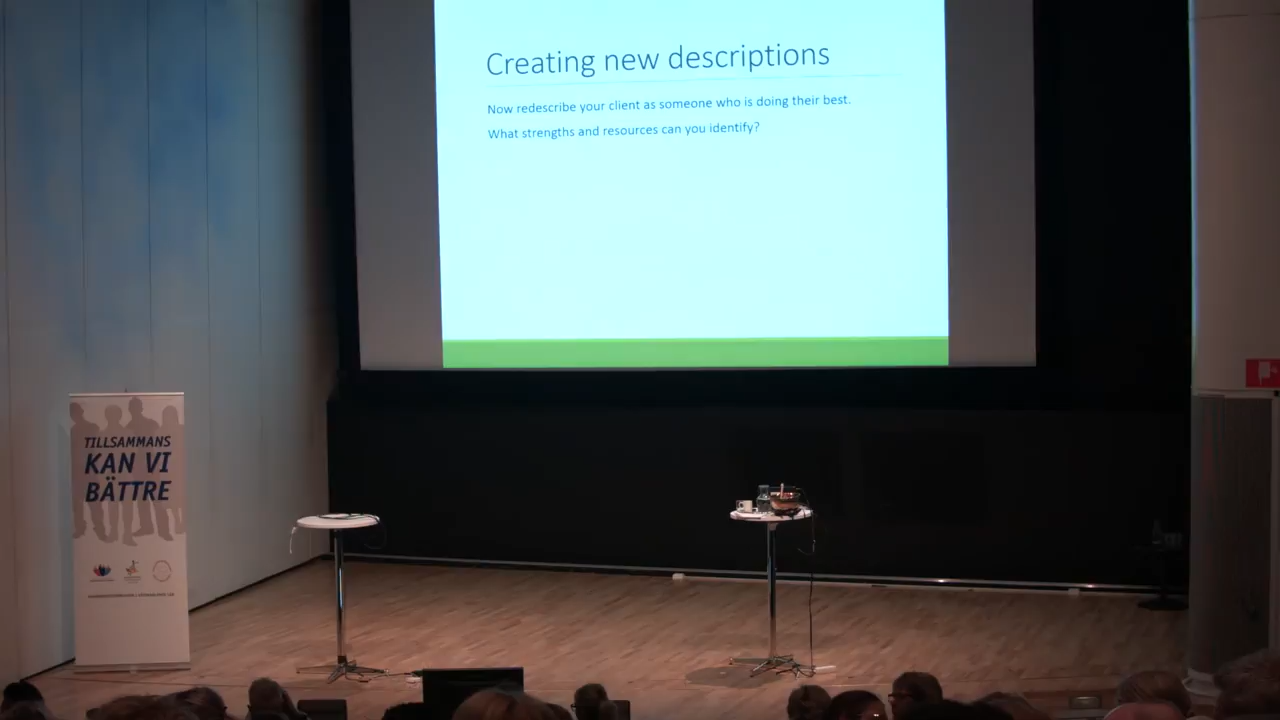 Creating new descriptions
Now redescribe your client as someone who is doing their best.
What strengths and resources can you identify?
TILLSAMMANS
KAN VI
BÄTTRE